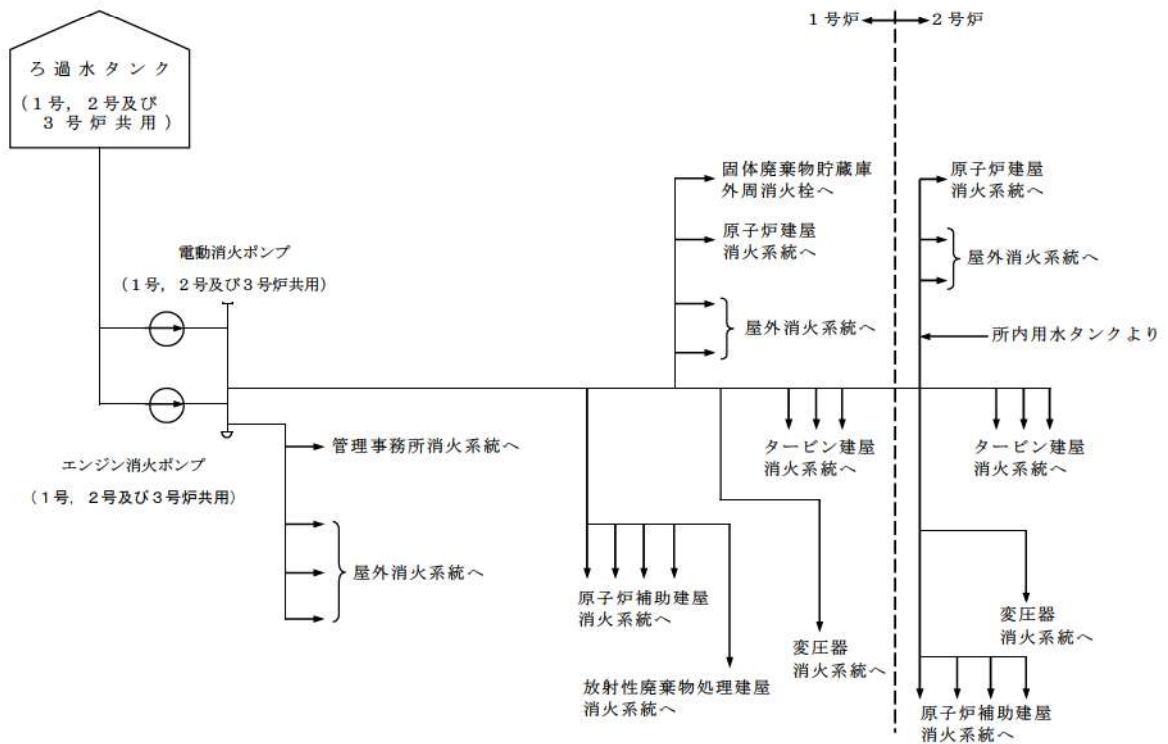 １号炉
２号炉
ろ過水タンク
（１号，２号及び
３号炉共用）
固体廃棄物貯蔵庫
外周消火栓へ
原子炉建屋
消火系統へ
原子炉建屋
消火系統へ
屋外消火系統へ
電動消火ポンプ
（１号，２号及び３号炉共用）
屋外消火系統へ
所内用水タンクより
管理事務所消火系統へ
タービン建屋
消火系統へ
タービン建屋
消火系統へ
エンジン消火ポンプ
（１号，２号及び３号炉共用）
屋外消火系統へ
原子炉補助建屋
消火系統へ
変圧器
消火系統へ
変圧器
消火系統へ
放射性廃棄物処理建屋
消火系統へ
原子炉補助建屋
消火系統へ